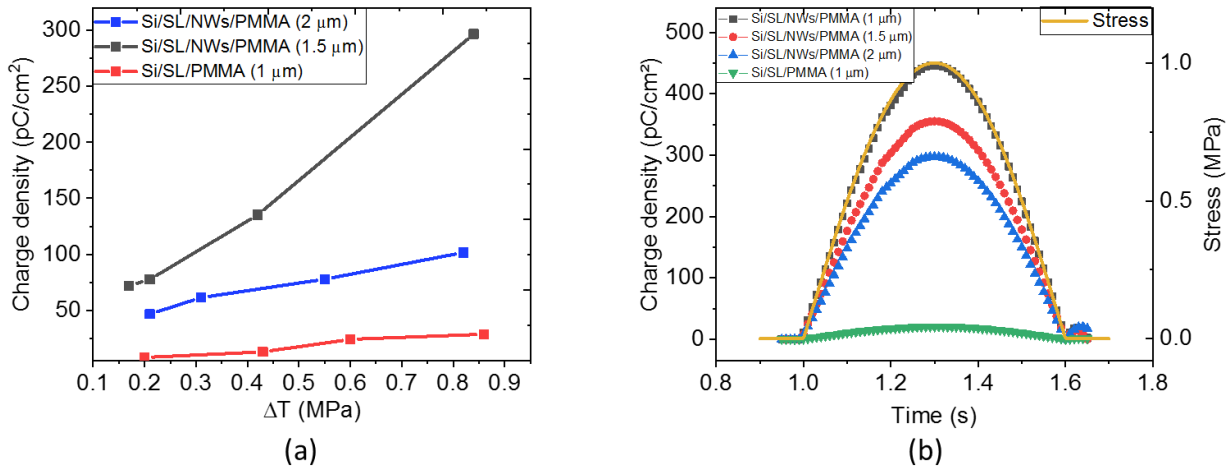 Si/SL/NWs/PMMA (2 μm)
Si/SL/NWs/PMMA (1.5 μm)
Si/SL/PMMA (1 μm)
Charge density (pC/cm²)
300
250
200
150
100
50
0.1 0.2 0.3 0.4 0.5 0.6 0.7 0.8 0.9
ΔT (MPa)
(a)
Si/SL/NWs/PMMA (1 μm)
Si/SL/NWs/PMMA (1.5 μm)
Si/SL/NWs/PMMA (2 μm)
Si/SL/PMMA (1 μm)
Stress
Charge density (pC/cm²)
500
450
400
350
300
250
200
150
100
50
0
1.0
0.5
0.0
Stress (MPa)
0.8 1.0 1.2 1.4 1.6 1.8
Time (s)
(b)